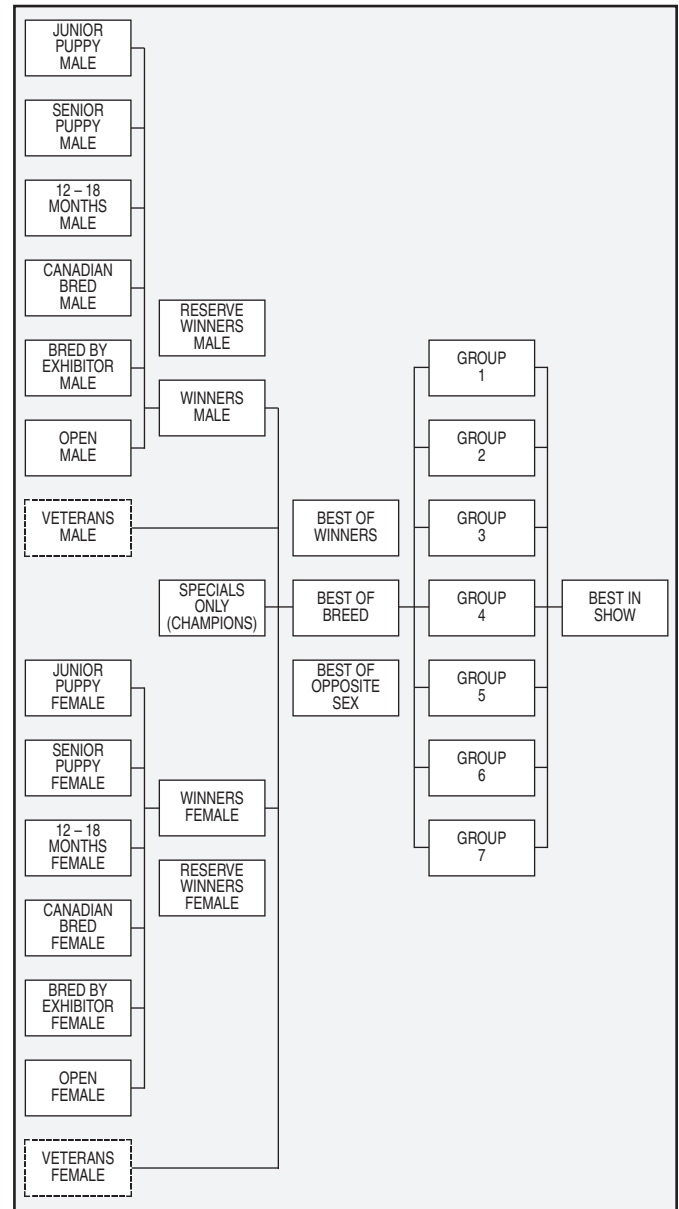 JUNIOR
PUPPY
MALE
SENIOR
PUPPY
MALE
12 – 18
MONTHS
MALE
CANADIAN
BRED
MALE
BRED BY
EXHIBITOR
MALE
OPEN
MALE
VETERANS
MALE
JUNIOR
PUPPY
FEMALE
SENIOR
PUPPY
FEMALE
12 – 18
MONTHS
FEMALE
CANADIAN
BRED
FEMALE
BRED BY
EXHIBITOR
FEMALE
OPEN
FEMALE
VETERANS
FEMALE
RESERVE
WINNERS
MALE
WINNERS
MALE
SPECIALS
ONLY
(CHAMPIONS)
WINNERS
FEMALE
RESERVE
WINNERS
FEMALE
BEST OF
WINNERS
BEST OF
BREED
BEST OF
OPPOSITE
SEX
GROUP
1
GROUP
2
GROUP
3
GROUP
4
GROUP
5
GROUP
6
GROUP
7
BEST IN
SHOW